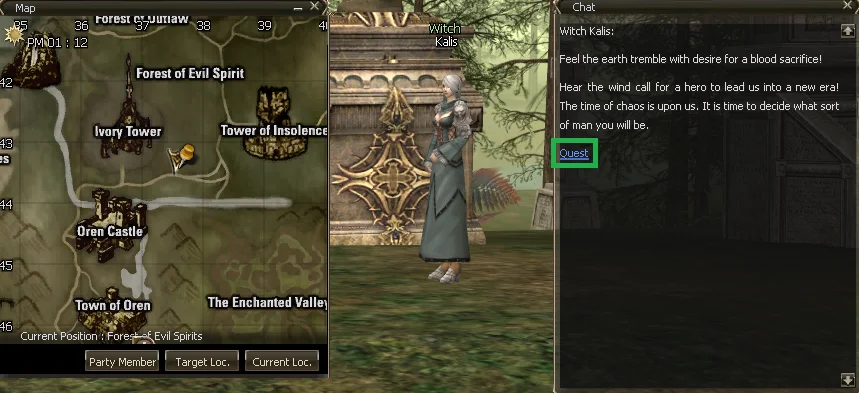 Map
Forest of Outlaw
35 36 37 38 39
PM 01 : 12
Forest of Evil Spirit
42
Ivory Tower
Tower of Insolence
43
es
44
Oren Castle
45
Town of Oren
The Enchanted Valley
46
Current Position : Forest of Evil Spirits
Party Member
Target Loc.
Current Loc.
Witch
Kalis
Chat
Witch Kalis:
Feel the earth tremble with desire for a blood sacrifice!
Hear the wind call for a hero to lead us into a new era!
The time of chaos is upon us. It is time to decide what sort
of man you will be.
Quest